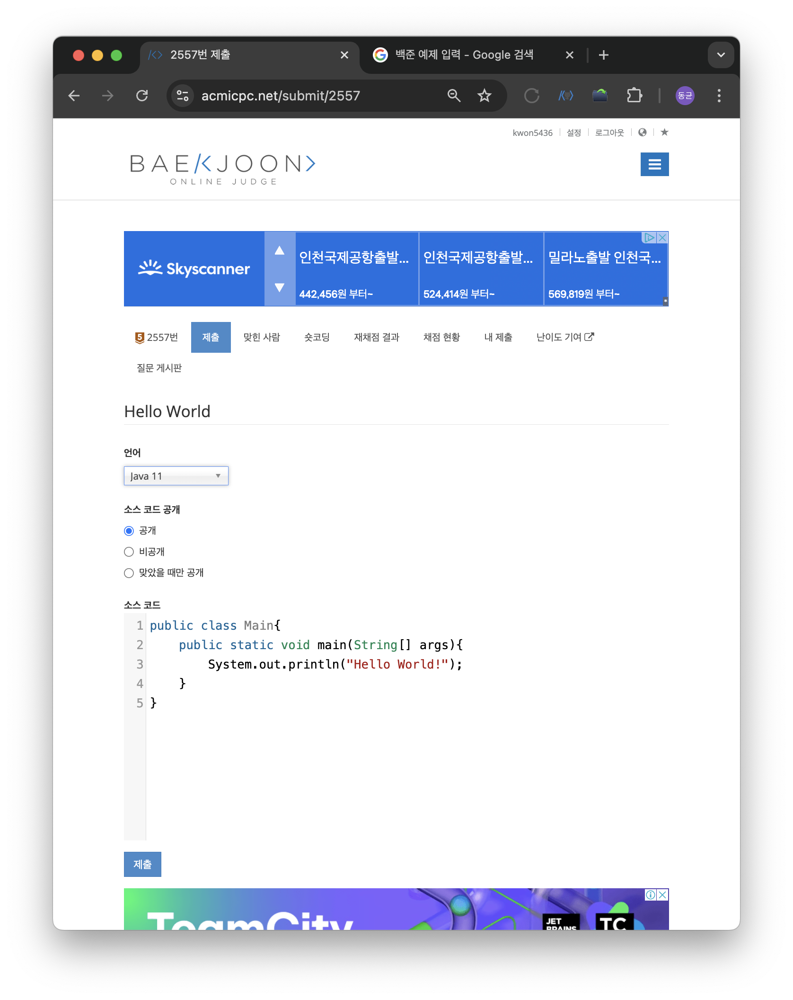 2557번 제출
백준 예제 입력 - Google 검색
acmicpc.net/submit/2557
동균
kwon5436 설정 로그아웃
BAEKJOON
ONLINE JUDGE
Skyscanner
인천국제공항출발...
442,456원 부터~
인천국제공항출발...
524,414원 부터~
밀라노출발 인천국...
569,819원 부터~
*
5 2557번 제출 맞힌 사람 숏코딩 재채점 결과 채점 현황 내 제출 난이도 기여
질문 게시판
Hello World
언어
Java 11
소스 코드 공개
공개
비공개
맞았을 때만 공개
소스 코드
1 public class Main{
2     public static void main(String[] args){
3         System.out.println("Hello World!");
4     }
5 }
제출
TeamCity
JET
BRAINS
TC